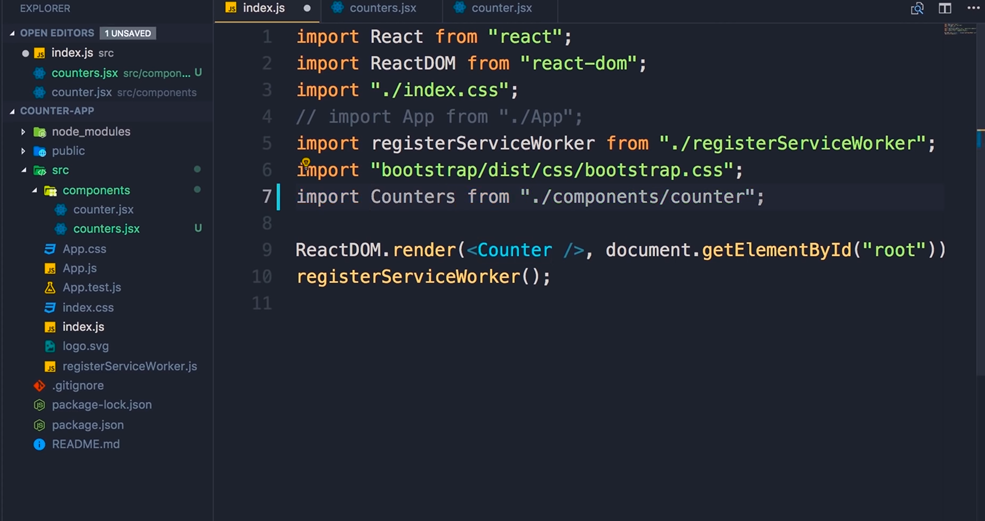 EXPLORER
OPEN EDITORS 1 UNSAVED
index.js src
counters.jsx src/compon... U
counter.jsx src/components
COUNTER-APP
node_modules
public
src
components
counter.jsx
counters.jsx U
App.css
App.js
App.test.js
index.css
index.js
logo.svg
registerServiceWorker.js
.gitignore
package-lock.json
package.json
README.md
index.js
counters.jsx
counter.jsx
1 import React from "react";
2 import ReactDOM from "react-dom";
3 import "./index.css";
4 // import App from "./App";
5 import registerServiceWorker from "./registerServiceWorker";
6 import "bootstrap/dist/css/bootstrap.css";
7 import Counters from "./components/counter";
8
9 ReactDOM.render(<Counter />, document.getElementById("root"))
10 registerServiceWorker();
11